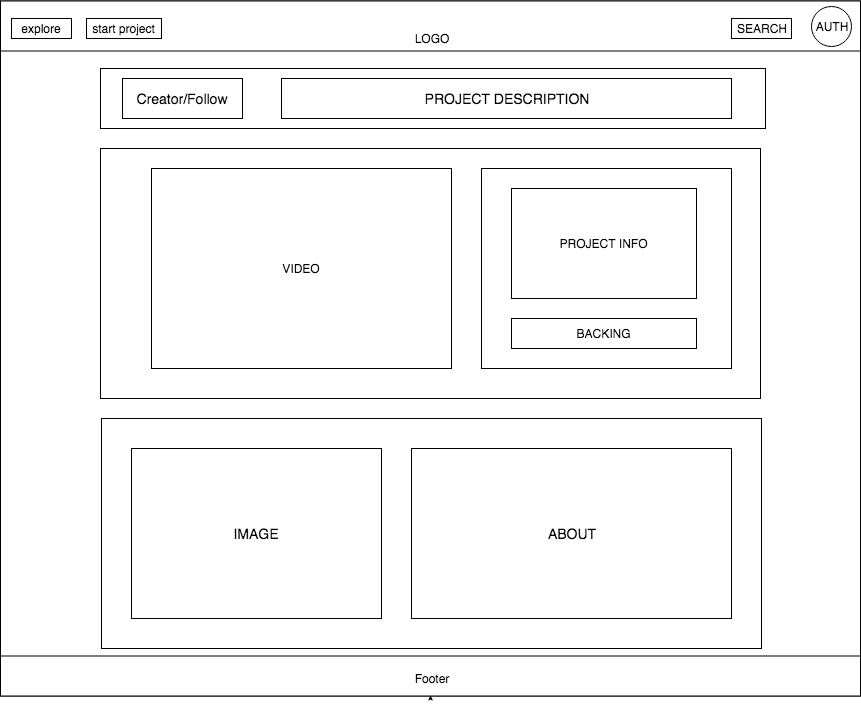 explore
start project
LOGO
SEARCH
AUTH
Creator/Follow
PROJECT DESCRIPTION
VIDEO
PROJECT INFO
BACKING
IMAGE
ABOUT
Footer